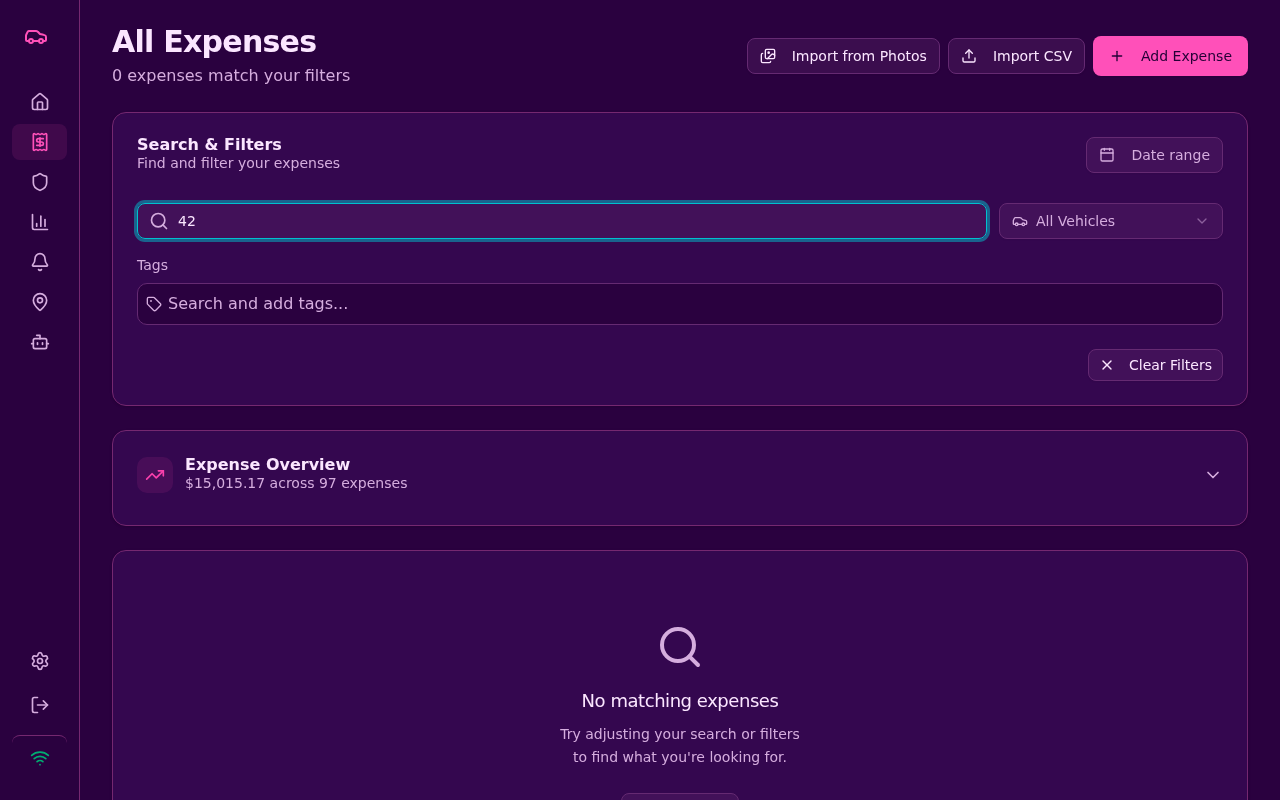 All Expenses
0 expenses match your filters
Import from Photos
Import CSV
Add Expense
Search & Filters
Find and filter your expenses
Date range
42
All Vehicles
Tags
Search and add tags...
Clear Filters
Expense Overview
$15,015.17 across 97 expenses
No matching expenses
Try adjusting your search or filters
to find what you're looking for.